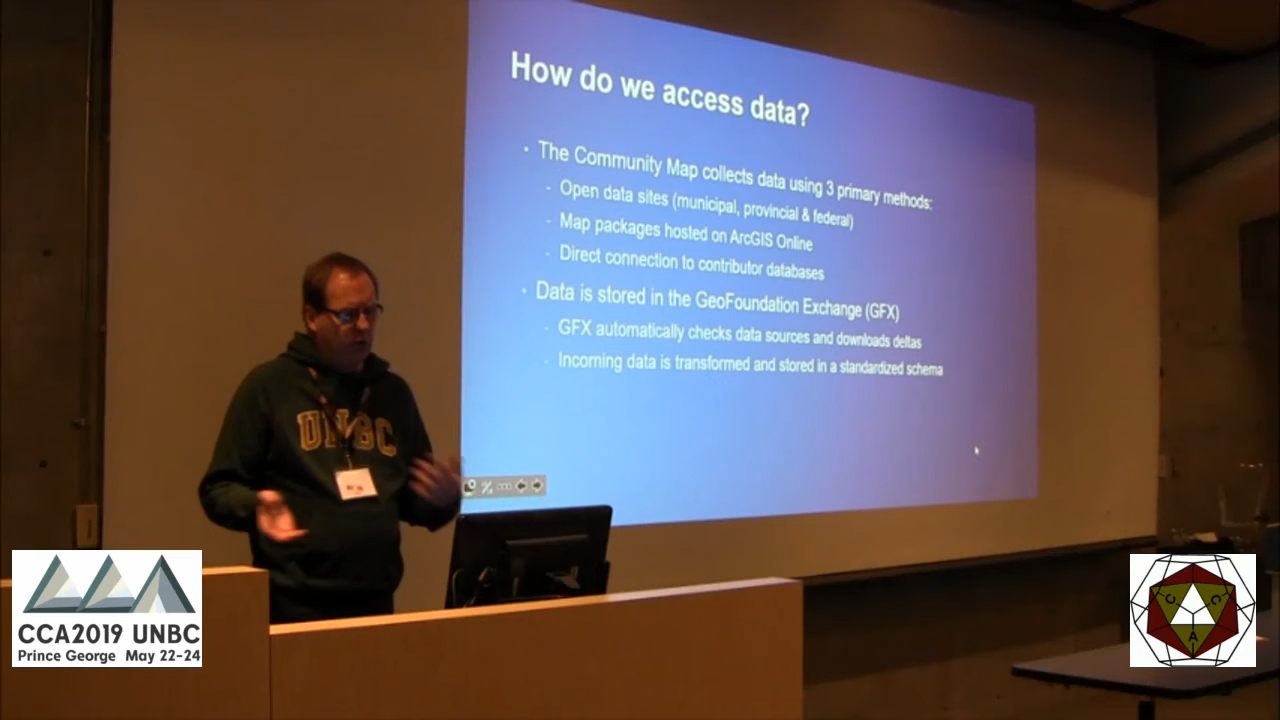 How do we access data?
· The Community Map collects data using 3 primary methods:
- Open data sites (municipal, provincial & federal)
- Map packages hosted on ArcGIS Online
- Direct connection to contributor databases
· Data is stored in the GeoFoundation Exchange (GFX)
- GFX automatically checks data sources and downloads deltas
- Incoming data is transformed and stored in a standardized schema
UNBC
CCA2019 UNBC
Prince George May 22-24
C C A